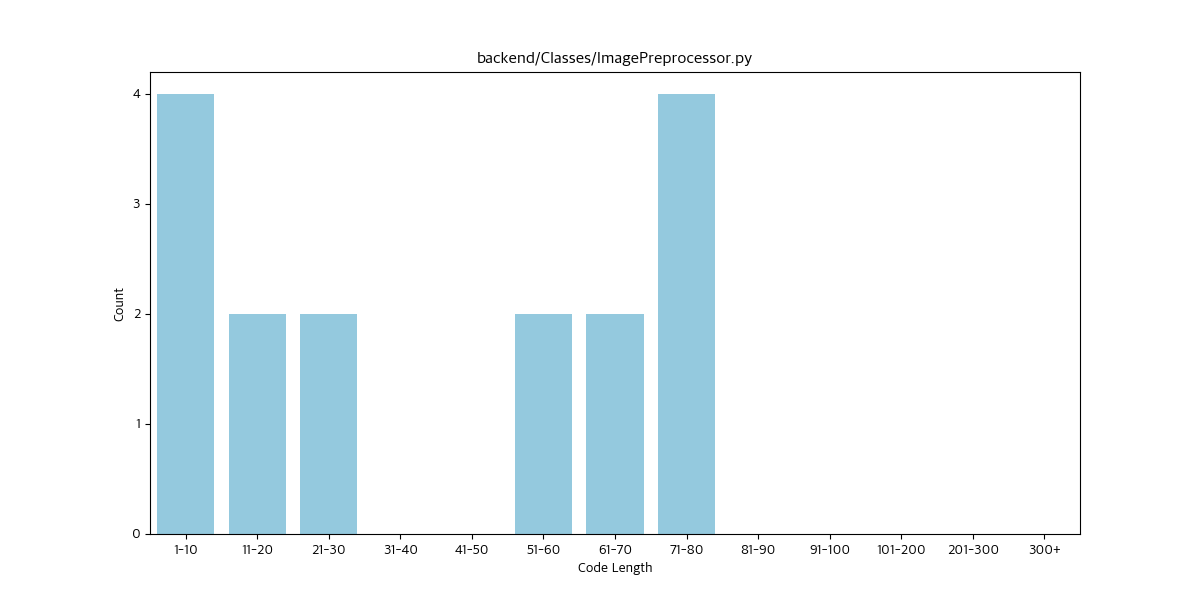 backend/Classes/ImagePreprocessor.py
4
3
2
1
0
Count
1-10 11-20 21-30 31-40 41-50 51-60 61-70 71-80 81-90 91-100 101-200 201-300 300+
Code Length